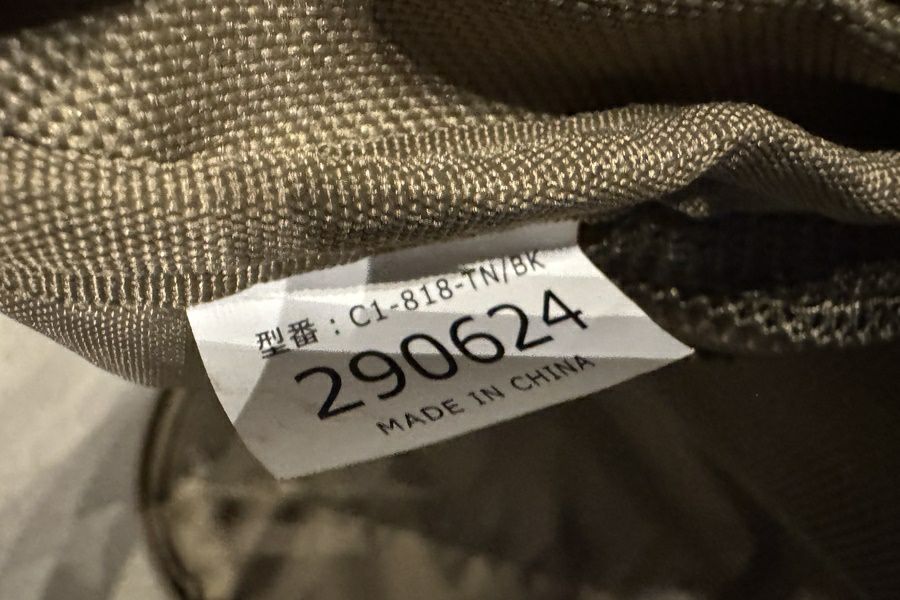 型番：C1-818-TN/BK
290624
MADE IN CHINA